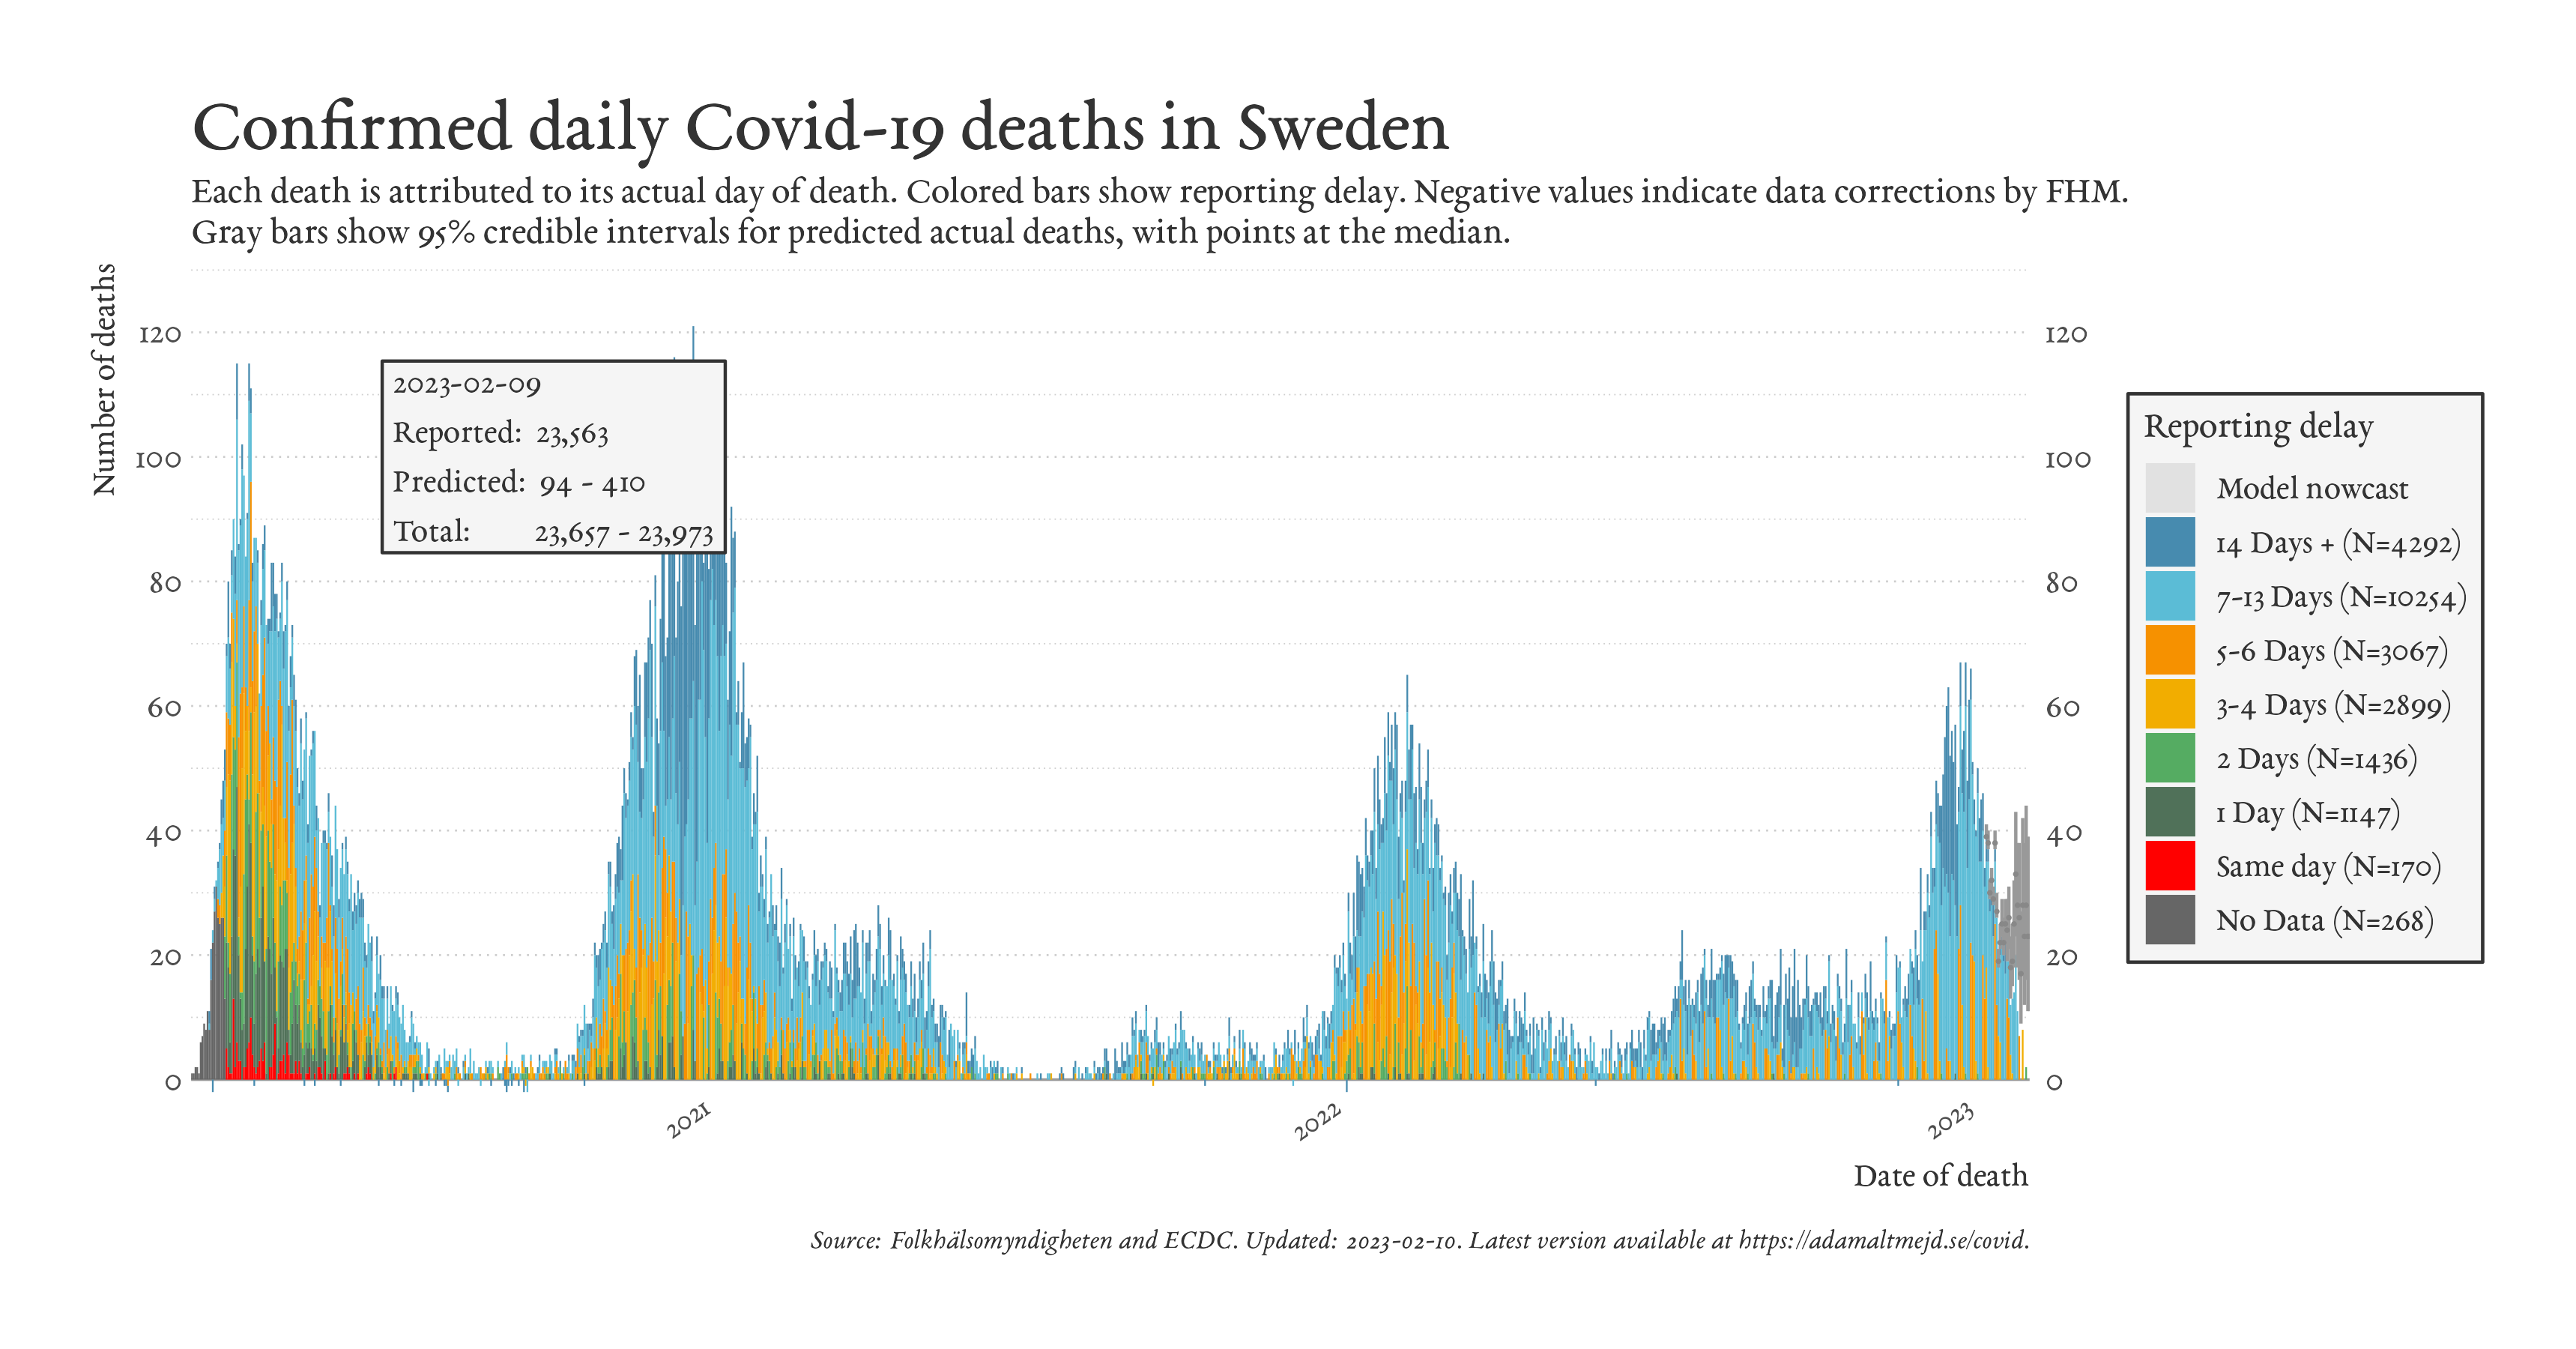 Confirmed daily Covid-19 deaths in Sweden
Each death is attributed to its actual day of death. Colored bars show reporting delay. Negative values indicate data corrections by FHM.
Gray bars show 95% credible intervals for predicted actual deaths, with points at the median.
Number of deaths
120
100
80
60
40
20
0
2023-02-09
Reported: 23,563
Predicted: 94 - 410
Total: 23,657 - 23,973
120
100
80
60
40
20
0
2021
2022
2023
Date of death
Reporting delay
Model nowcast
14 Days + (N=4292)
7-13 Days (N=10254)
5-6 Days (N=3067)
3-4 Days (N=2899)
2 Days (N=1436)
1 Day (N=1147)
Same day (N=170)
No Data (N=268)
Source: Folkhälsomyndigheten and ECDC. Updated: 2023-02-10. Latest version available at https://adamaltmejd.se/covid.